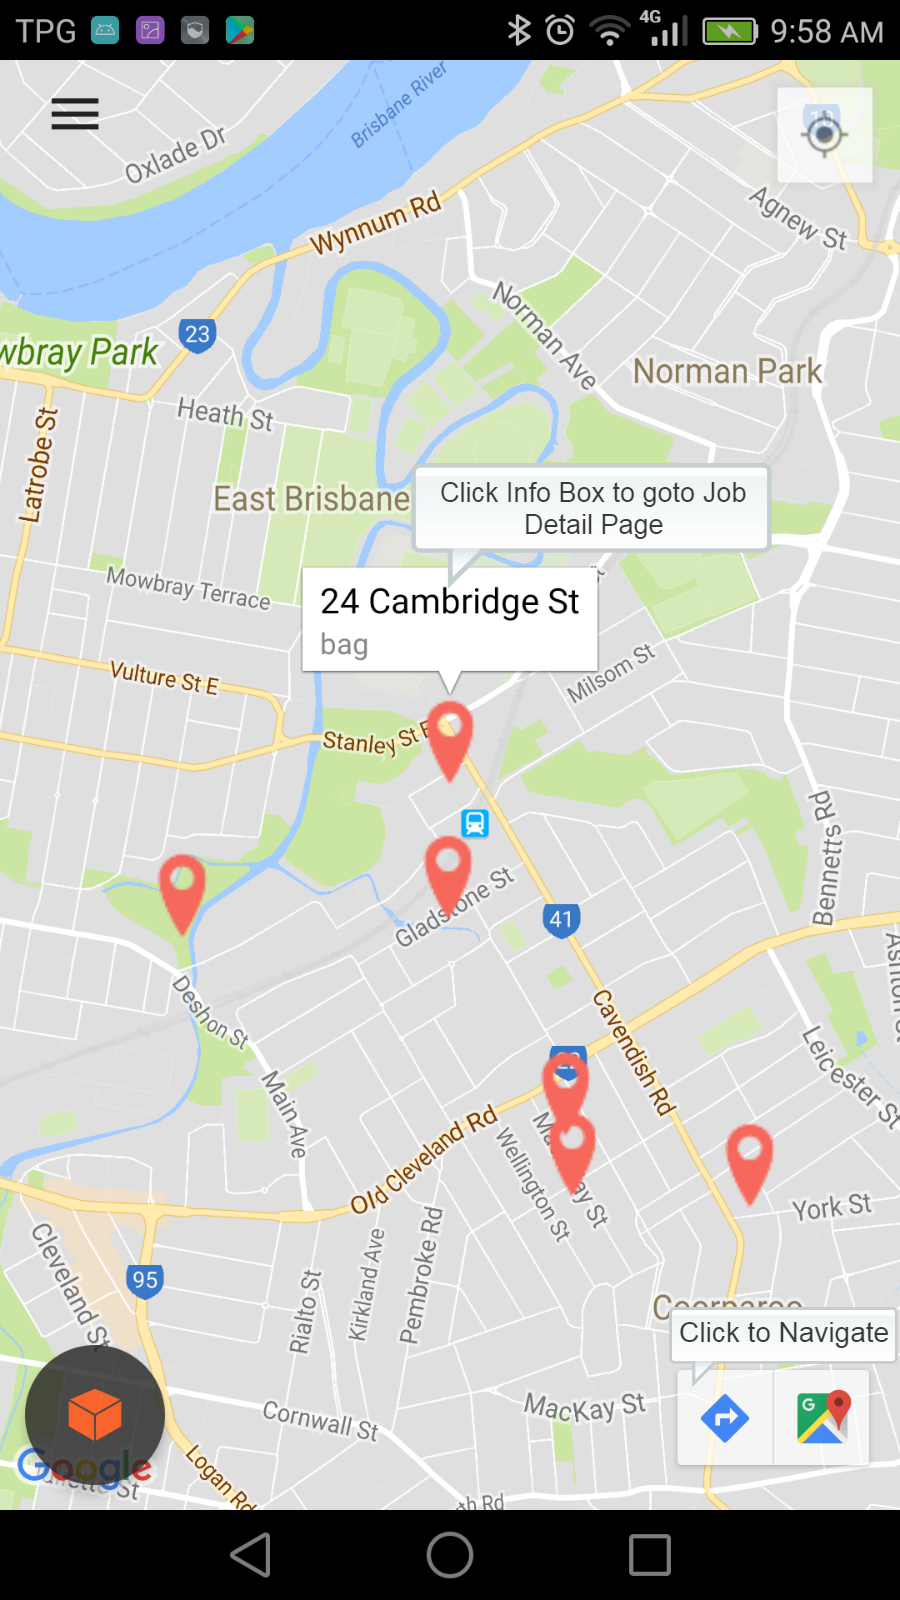 TPG
4G
9:58 AM
Brisbane River
Oxlade Dr
Wynnum Rd
Agnew St
23
wbray Park
Norman Ave
Norman Park
Heath St
Latrobe St
East Brisbane
Click Info Box to goto Job
Detail Page
Mowbray Terrace
24 Cambridge St
bag
Milsom St
Vulture St E
Stanley St E
Bennetts Rd
Gladstone St
41
Ashton
Deshon St
Cavendish Rd
Leicester St
Main Ave
22
Old Cleveland Rd
Wellington St
York St
Cleveland St
95
Pembroke Rd
Kirkland Ave
Rialto St
Coorparoo
Click to Navigate
MacKay St
Cornwall St
G
Google
Logan Rd
th Rd